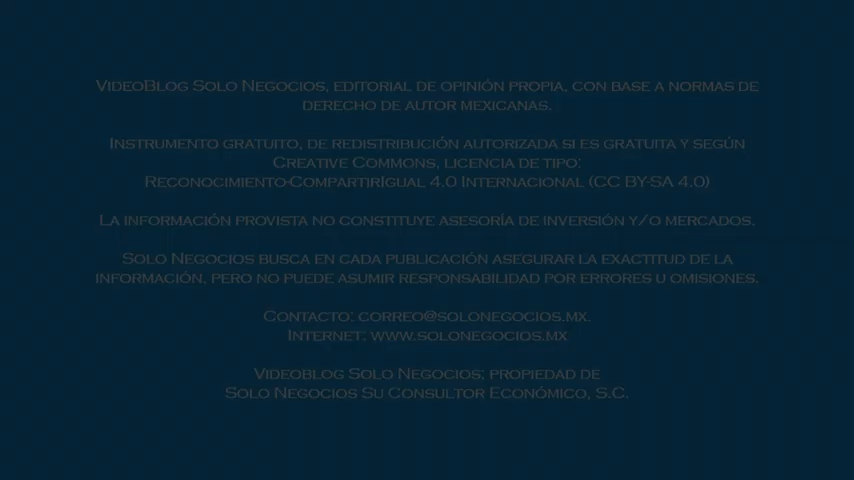 VideoBlog Solo Negocios, editorial de opinión propia, con base a normas de
derecho de autor mexicanas.
Instrumento gratuito, de redistribución autorizada si es gratuita y según
Creative Commons, licencia de tipo:
Reconocimiento-CompartirIgual 4.0 Internacional (CC BY-SA 4.0)
La información provista no constituye asesoría de inversión y/o mercados.
Solo Negocios busca en cada publicación asegurar la exactitud de la
información, pero no puede asumir responsabilidad por errores u omisiones.
Contacto: correo@solonegocios.mx.
Internet: www.solonegocios.mx
Videoblog Solo Negocios; propiedad de
Solo Negocios Su Consultor Económico, S.C.